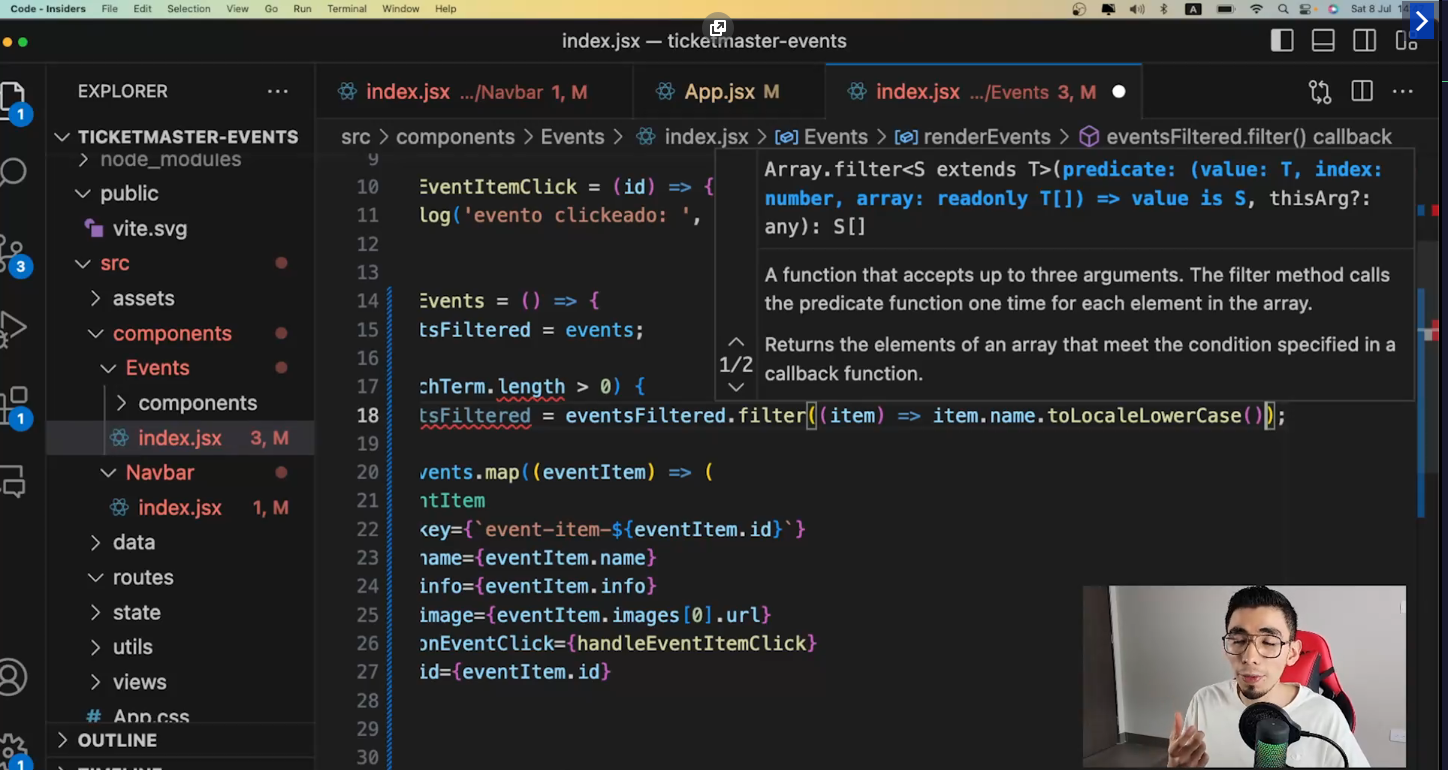 Code - Insiders File Edit Selection View Go Run Terminal Window Help A Sat 8 Jul
index.jsx — ticketmaster-events
EXPLORER ...
index.jsx .../Navbar 1, M App.jsx M index.jsx .../Events 3, M
1
TICKETMASTER-EVENTS
src > components > Events > index.jsx > Events > renderEvents > eventsFiltered.filter() callback
node_modules
public
vite.svg
src
3
assets
components
Events
components
1
index.jsx 3, M
Navbar
index.jsx 1, M
data
routes
state
utils
views
# App.css
OUTLINE
1
9
10 EventItemClick = (id) => {
11 log('evento clickeado: ',
12
13
14 Events = () => {
15 tsFiltered = events;
16
17 chTerm.length > 0) {
18 tsFiltered = eventsFiltered.filter((item) => item.name.toLocaleLowerCase());
19
20 vents.map((eventItem) => (
21 ntItem
22 key={`event-item-${eventItem.id}`}
23 name={eventItem.name}
24 info={eventItem.info}
25 image={eventItem.images[0].url}
26 onEventClick={handleEventItemClick}
27 id={eventItem.id}
28
29
30
Array.filter<S extends T>(predicate: (value: T, index:
number, array: readonly T[]) => value is S, thisArg?:
any): S[]
A function that accepts up to three arguments. The filter method calls
the predicate function one time for each element in the array.
1/2
Returns the elements of an array that meet the condition specified in a
callback function.